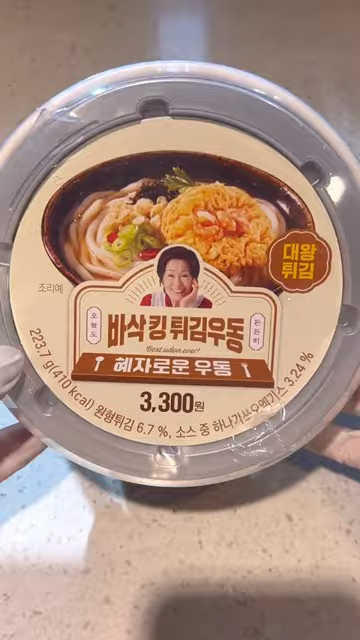 대왕
튀김
조리예
오늘도
바삭 킹 튀김우동
든든히
Best udon ever!
혜자로운 우동
3,300원
223.7 g(410 kcal) 원형튀김 6.7 %, 소스 중 하나가쓰오엑기스 3.24 %